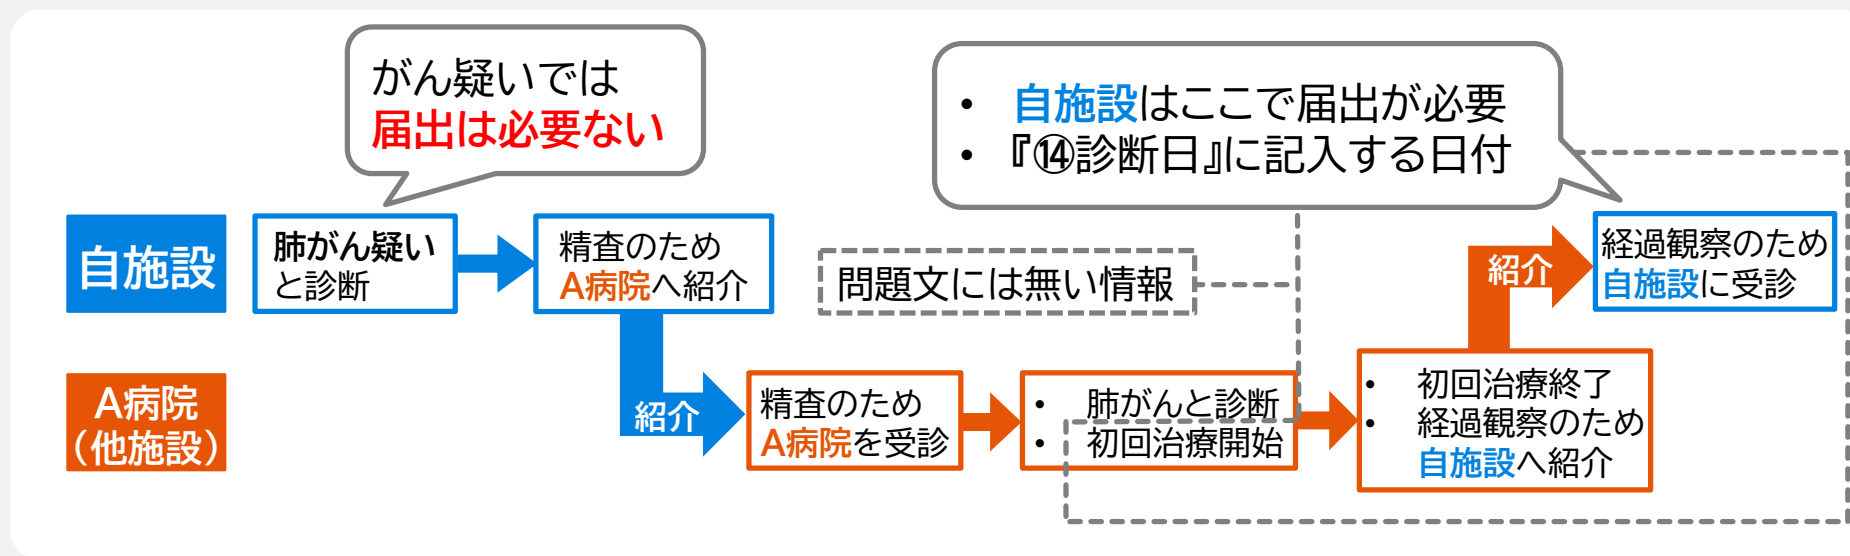 がん疑いでは
届出は必要ない
• 自施設はここで届出が必要
• 『⑭診断日』に記入する日付
自施設
肺がん疑い
と診断
精査のため
A病院へ紹介
問題文には無い情報
紹介
経過観察のため
自施設に受診
A病院
（他施設）
紹介
精査のため
A病院を受診
• 肺がんと診断
• 初回治療開始
• 初回治療終了
• 経過観察のため
自施設へ紹介